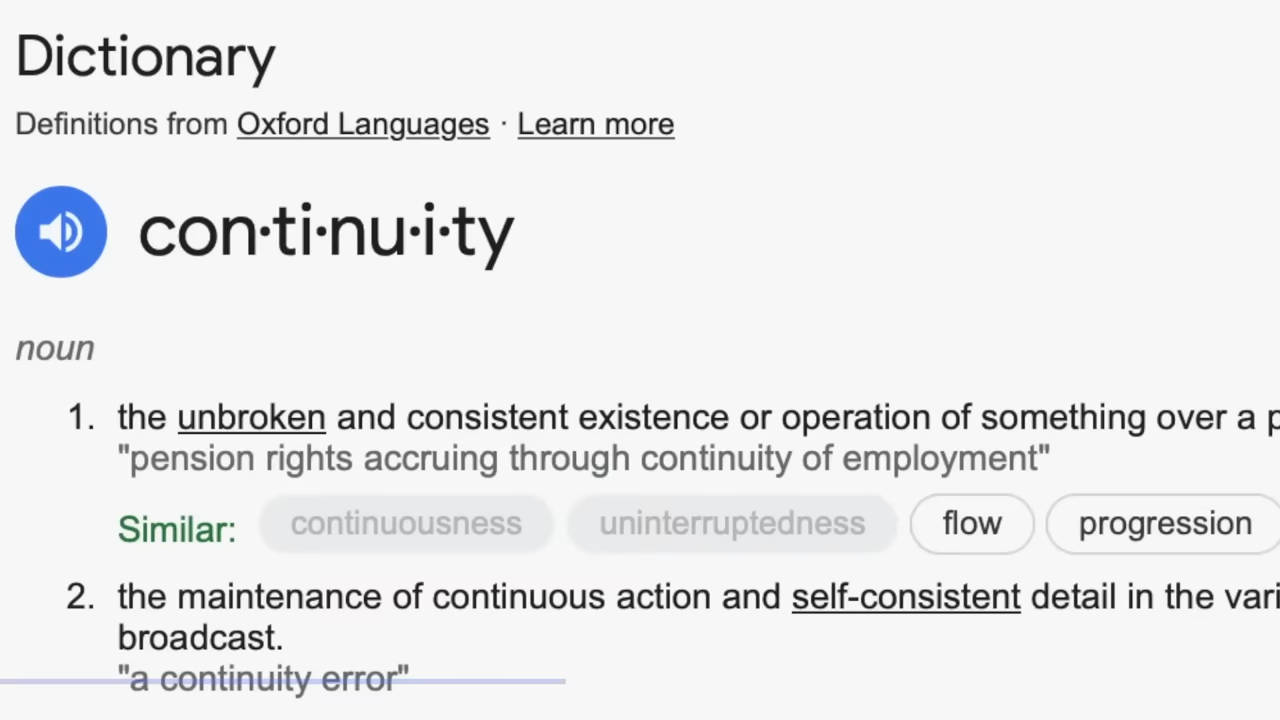 Dictionary
Definitions from Oxford Languages · Learn more
con·ti·nu·i·ty
noun
1. the unbroken and consistent existence or operation of something over a p
"pension rights accruing through continuity of employment"
Similar: continuousness uninterruptedness flow progression
2. the maintenance of continuous action and self-consistent detail in the vari
broadcast.
"a continuity error"